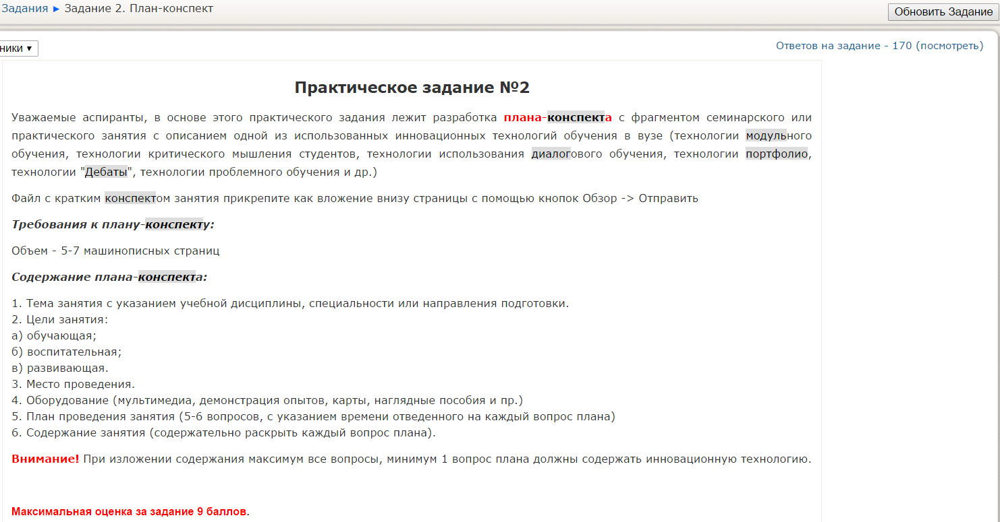 Задания ► Задание 2. План-конспект
Обновить Задание
ники ▼
Ответов на задание - 170 (посмотреть)
Практическое задание №2
Уважаемые аспиранты, в основе этого практического задания лежит разработка плана-конспекта с фрагментом семинарского или
практического занятия с описанием одной из использованных инновационных технологий обучения в вузе (технологии модульного
обучения, технологии критического мышления студентов, технологии использования диалогового обучения, технологии портфолио,
технологии "Дебаты", технологии проблемного обучения и др.)
Файл с кратким конспектом занятия прикрепите как вложение внизу страницы с помощью кнопок Обзор -> Отправить
Требования к плану-конспекту:
Объем - 5-7 машинописных страниц
Содержание плана-конспекта:
1. Тема занятия с указанием учебной дисциплины, специальности или направления подготовки.
2. Цели занятия:
а) обучающая;
б) воспитательная;
в) развивающая.
3. Место проведения.
4. Оборудование (мультимедиа, демонстрация опытов, карты, наглядные пособия и пр.)
5. План проведения занятия (5-6 вопросов, с указанием времени отведенного на каждый вопрос плана)
6. Содержание занятия (содержательно раскрыть каждый вопрос плана).
Внимание! При изложении содержания максимум все вопросы, минимум 1 вопрос плана должны содержать инновационную технологию.
Максимальная оценка за задание 9 баллов.